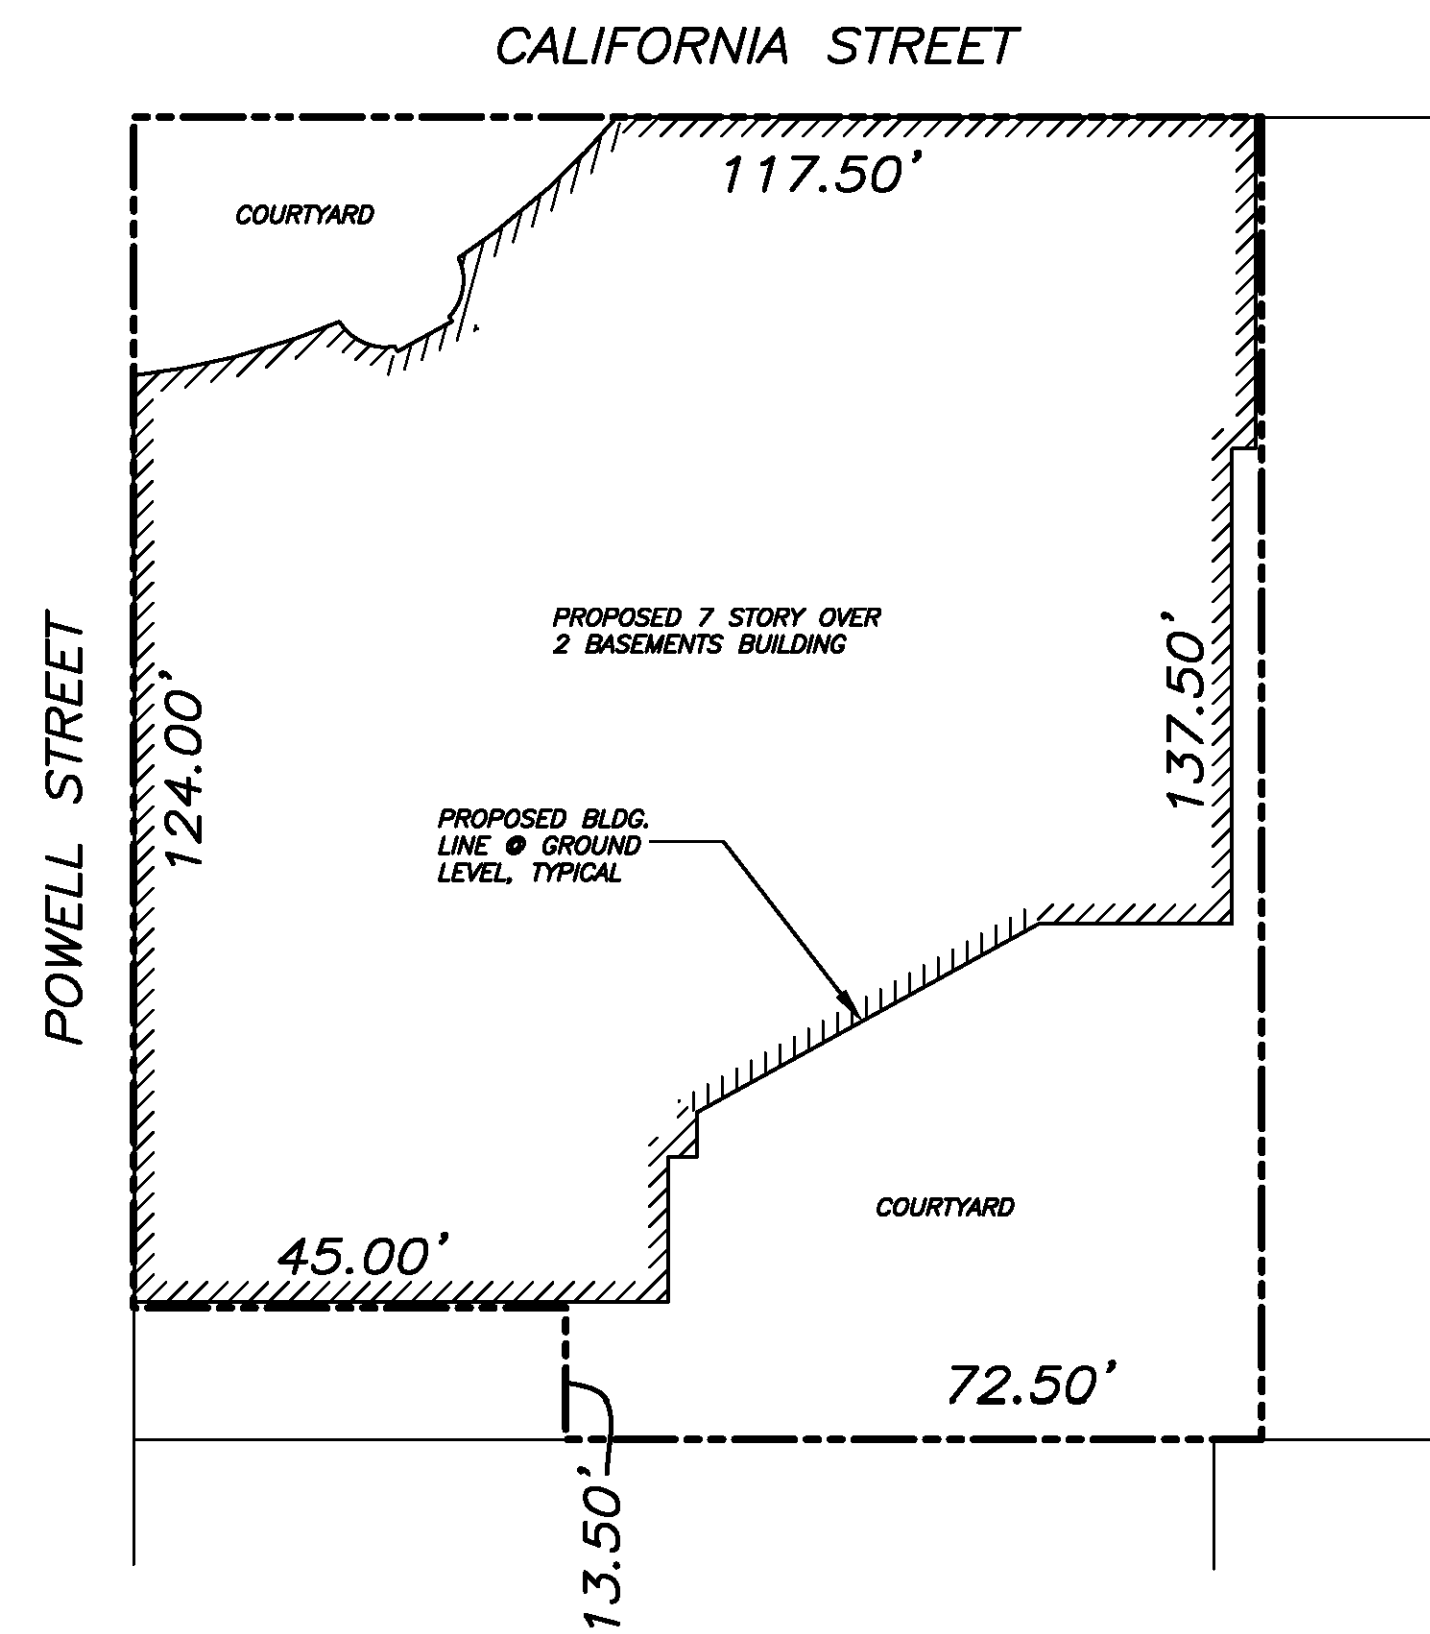 CALIFORNIA STREET
117.50'
COURTYARD
PROPOSED 7 STORY OVER
2 BASEMENTS BUILDING
POWELL STREET
124.00'
137.50'
PROPOSED BLDG.
LINE @ GROUND
LEVEL, TYPICAL
COURTYARD
45.00'
72.50'
13.50'